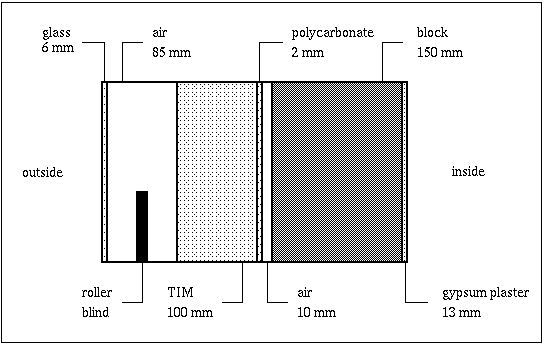 glass
6 mm
air
85 mm
polycarbonate
2 mm
block
150 mm
outside
inside
roller
blind
TIM
100 mm
air
10 mm
gypsum plaster
13 mm